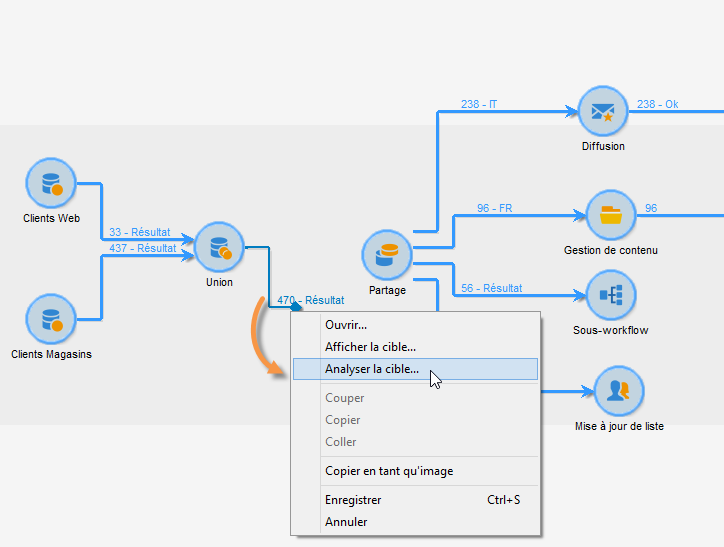 238 - IT
238 - Ok
Diffusion
Clients Web
33 - Résultat
437 - Résultat
Union
96 - FR
96
Gestion de contenu
Partage
56 - Résultat
470 - Résultat
Sous-workflow
Clients Magasins
Ouvrir...
Afficher la cible...
Analyser la cible...
Couper
Copier
Coller
Copier en tant qu'image
Enregistrer Ctrl+S
Annuler
Mise à jour de liste